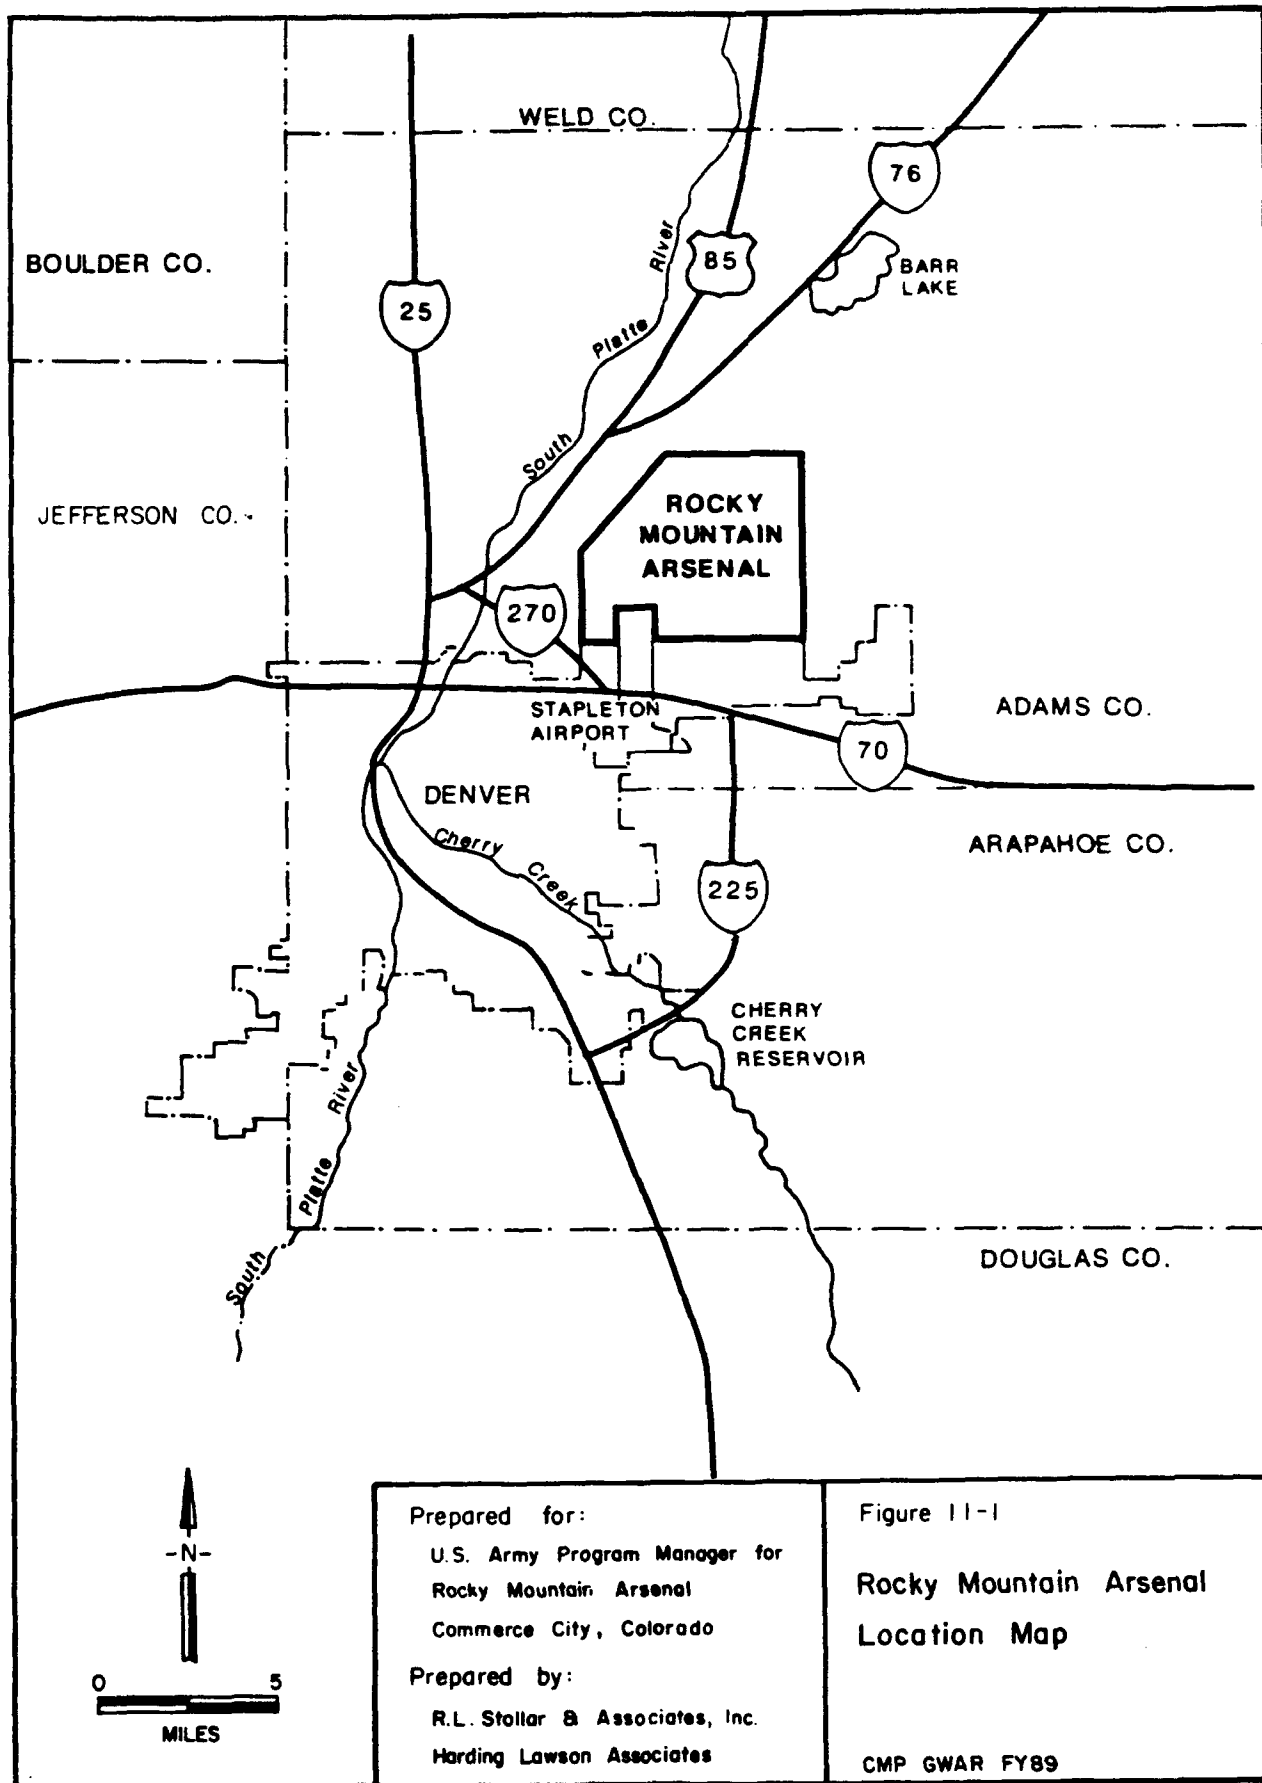 WELD CO.
76
River
85
BOULDER CO.
BARR
LAKE
25
Platte
South
ROCKY
MOUNTAIN
ARSENAL
JEFFERSON CO.
270
STAPLETON
AIRPORT
ADAMS CO.
70
DENVER
Cherry
Creek
ARAPAHOE CO.
225
CHERRY
CREEK
RESERVOIR
River
Platte
South
DOUGLAS CO.
-N-
0 5
MILES
Prepared for:
U.S. Army Program Manager for
Rocky Mountain Arsenal
Commerce City, Colorado
Prepared by:
R.L. Stollar & Associates, Inc.
Harding Lawson Associates
Figure 11-1
Rocky Mountain Arsenal
Location Map
CMP GWAR FY89